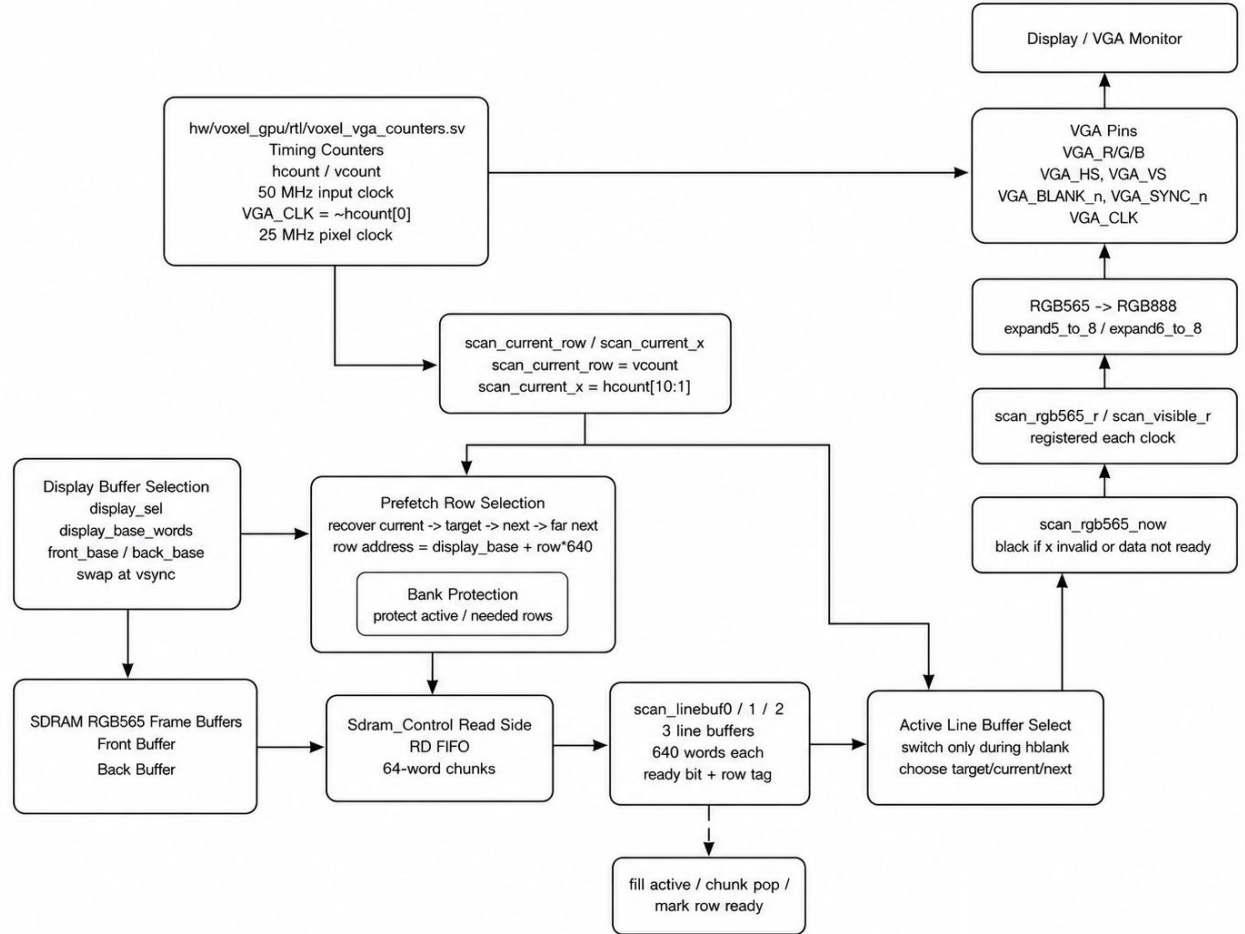 Display / VGA Monitor
hw/voxel_gpu/rtl/voxel_vga_counters.sv
Timing Counters
hcount / vcount
50 MHz input clock
VGA_CLK = ~hcount[0]
25 MHz pixel clock
VGA Pins
VGA_R/G/B
VGA_HS, VGA_VS
VGA_BLANK_n, VGA_SYNC_n
VGA_CLK
RGB565 -> RGB888
expand5_to_8 / expand6_to_8
scan_current_row / scan_current_x
scan_current_row = vcount
scan_current_x = hcount[10:1]
scan_rgb565_r / scan_visible_r
registered each clock
Display Buffer Selection
display_sel
display_base_words
front_base / back_base
swap at vsync
Prefetch Row Selection
recover current -> target -> next -> far next
row address = display_base + row*640
Bank Protection
protect active / needed rows
scan_rgb565_now
black if x invalid or data not ready
SDRAM RGB565 Frame Buffers
Front Buffer
Back Buffer
Sdram_Control Read Side
RD FIFO
64-word chunks
scan_linebuf0 / 1 / 2
3 line buffers
640 words each
ready bit + row tag
Active Line Buffer Select
switch only during hblank
choose target/current/next
fill active / chunk pop /
mark row ready